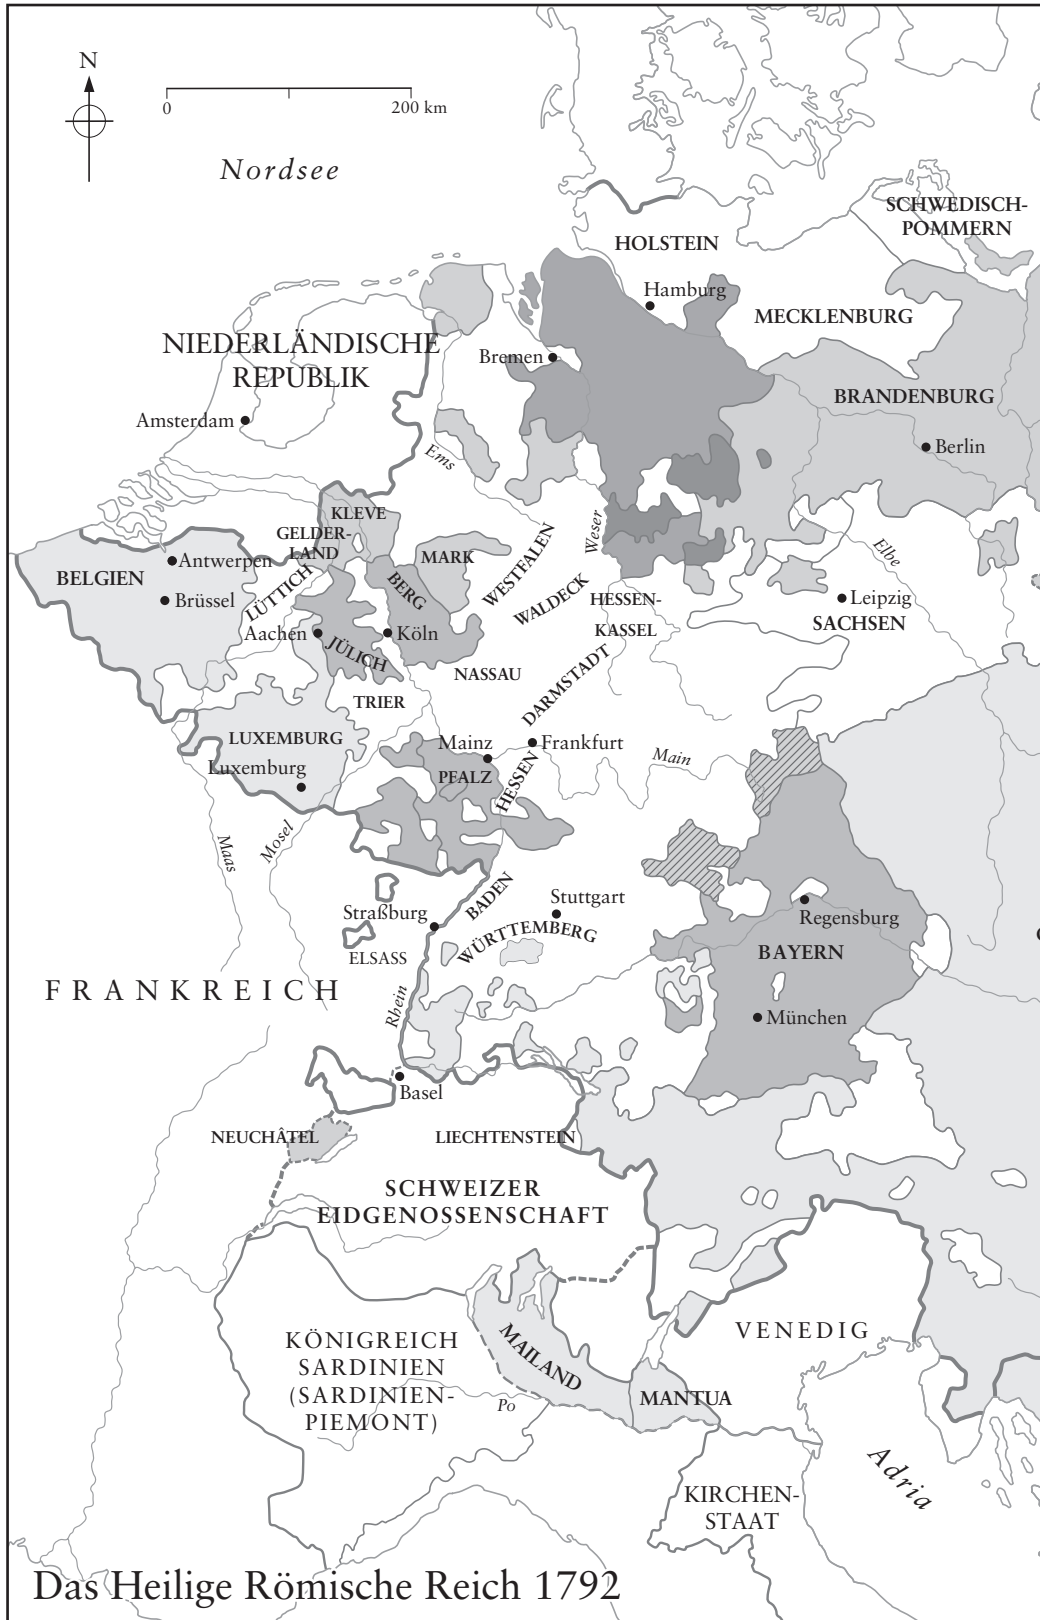 N
0
200 km
Nordsee
SCHWEDISCH-
POMMERN
HOLSTEIN
Hamburg
MECKLENBURG
NIEDERLÄNDISCHE
REPUBLIK
Bremen
BRANDENBURG
Amsterdam
Berlin
Ems
KLEVE
GELDER-
LAND
MARK
WESTFALEN
Weser
Elbe
Antwerpen
BELGIEN
Brüssel
LÜTTICH
BERG
WALDECK
HESSEN-
KASSEL
Leipzig
SACHSEN
Aachen
Köln
JÜLICH
NASSAU
DARMSTADT
TRIER
LUXEMBURG
Luxemburg
Mainz
Frankfurt
Main
PFALZ
HESSEN
Maas
Mosel
Straßburg
BADEN
Stuttgart
WÜRTTEMBERG
Regensburg
BAYERN
ELSASS
FRANKREICH
Rhein
München
Basel
NEUCHÂTEL
LIECHTENSTEIN
SCHWEIZER
EIDGENOSSENSCHAFT
KÖNIGREICH
SARDINIEN
(SARDINIEN-
PIEMONT)
MAILAND
Po
MANTUA
VENEDIG
Adria
KIRCHEN-
STAAT
Das Heilige Römische Reich 1792